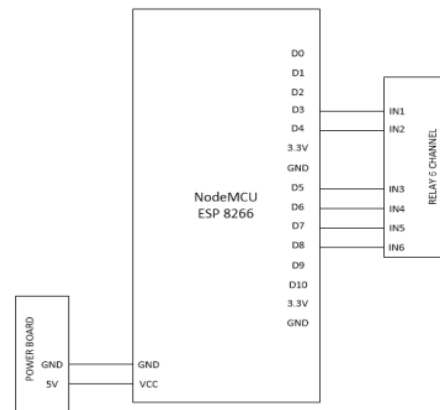 D0
D1
D2
D3
D4
3.3V
GND
D5
D6
D7
D8
D9
D10
3.3V
GND
NodeMCU
ESP 8266
IN1
IN2
IN3
IN4
IN5
IN6
RELAY 6 CHANNEL
POWER BOARD
GND
5V
GND
VCC